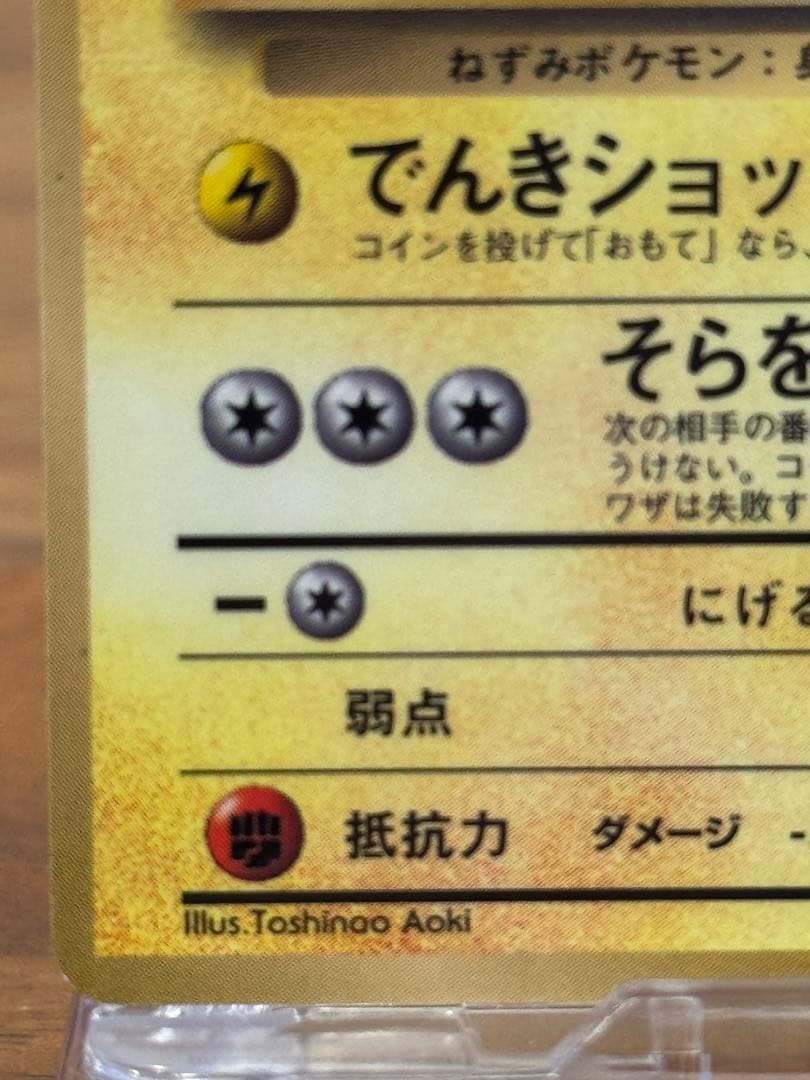 ねずみポケモン：
でんきショッ
コインを投げて「おもて」なら、
そらを
次の相手の番
うけない。コ
ワザは失敗す
にげる
弱点
抵抗力 ダメージ -
Illus.Toshinao Aoki